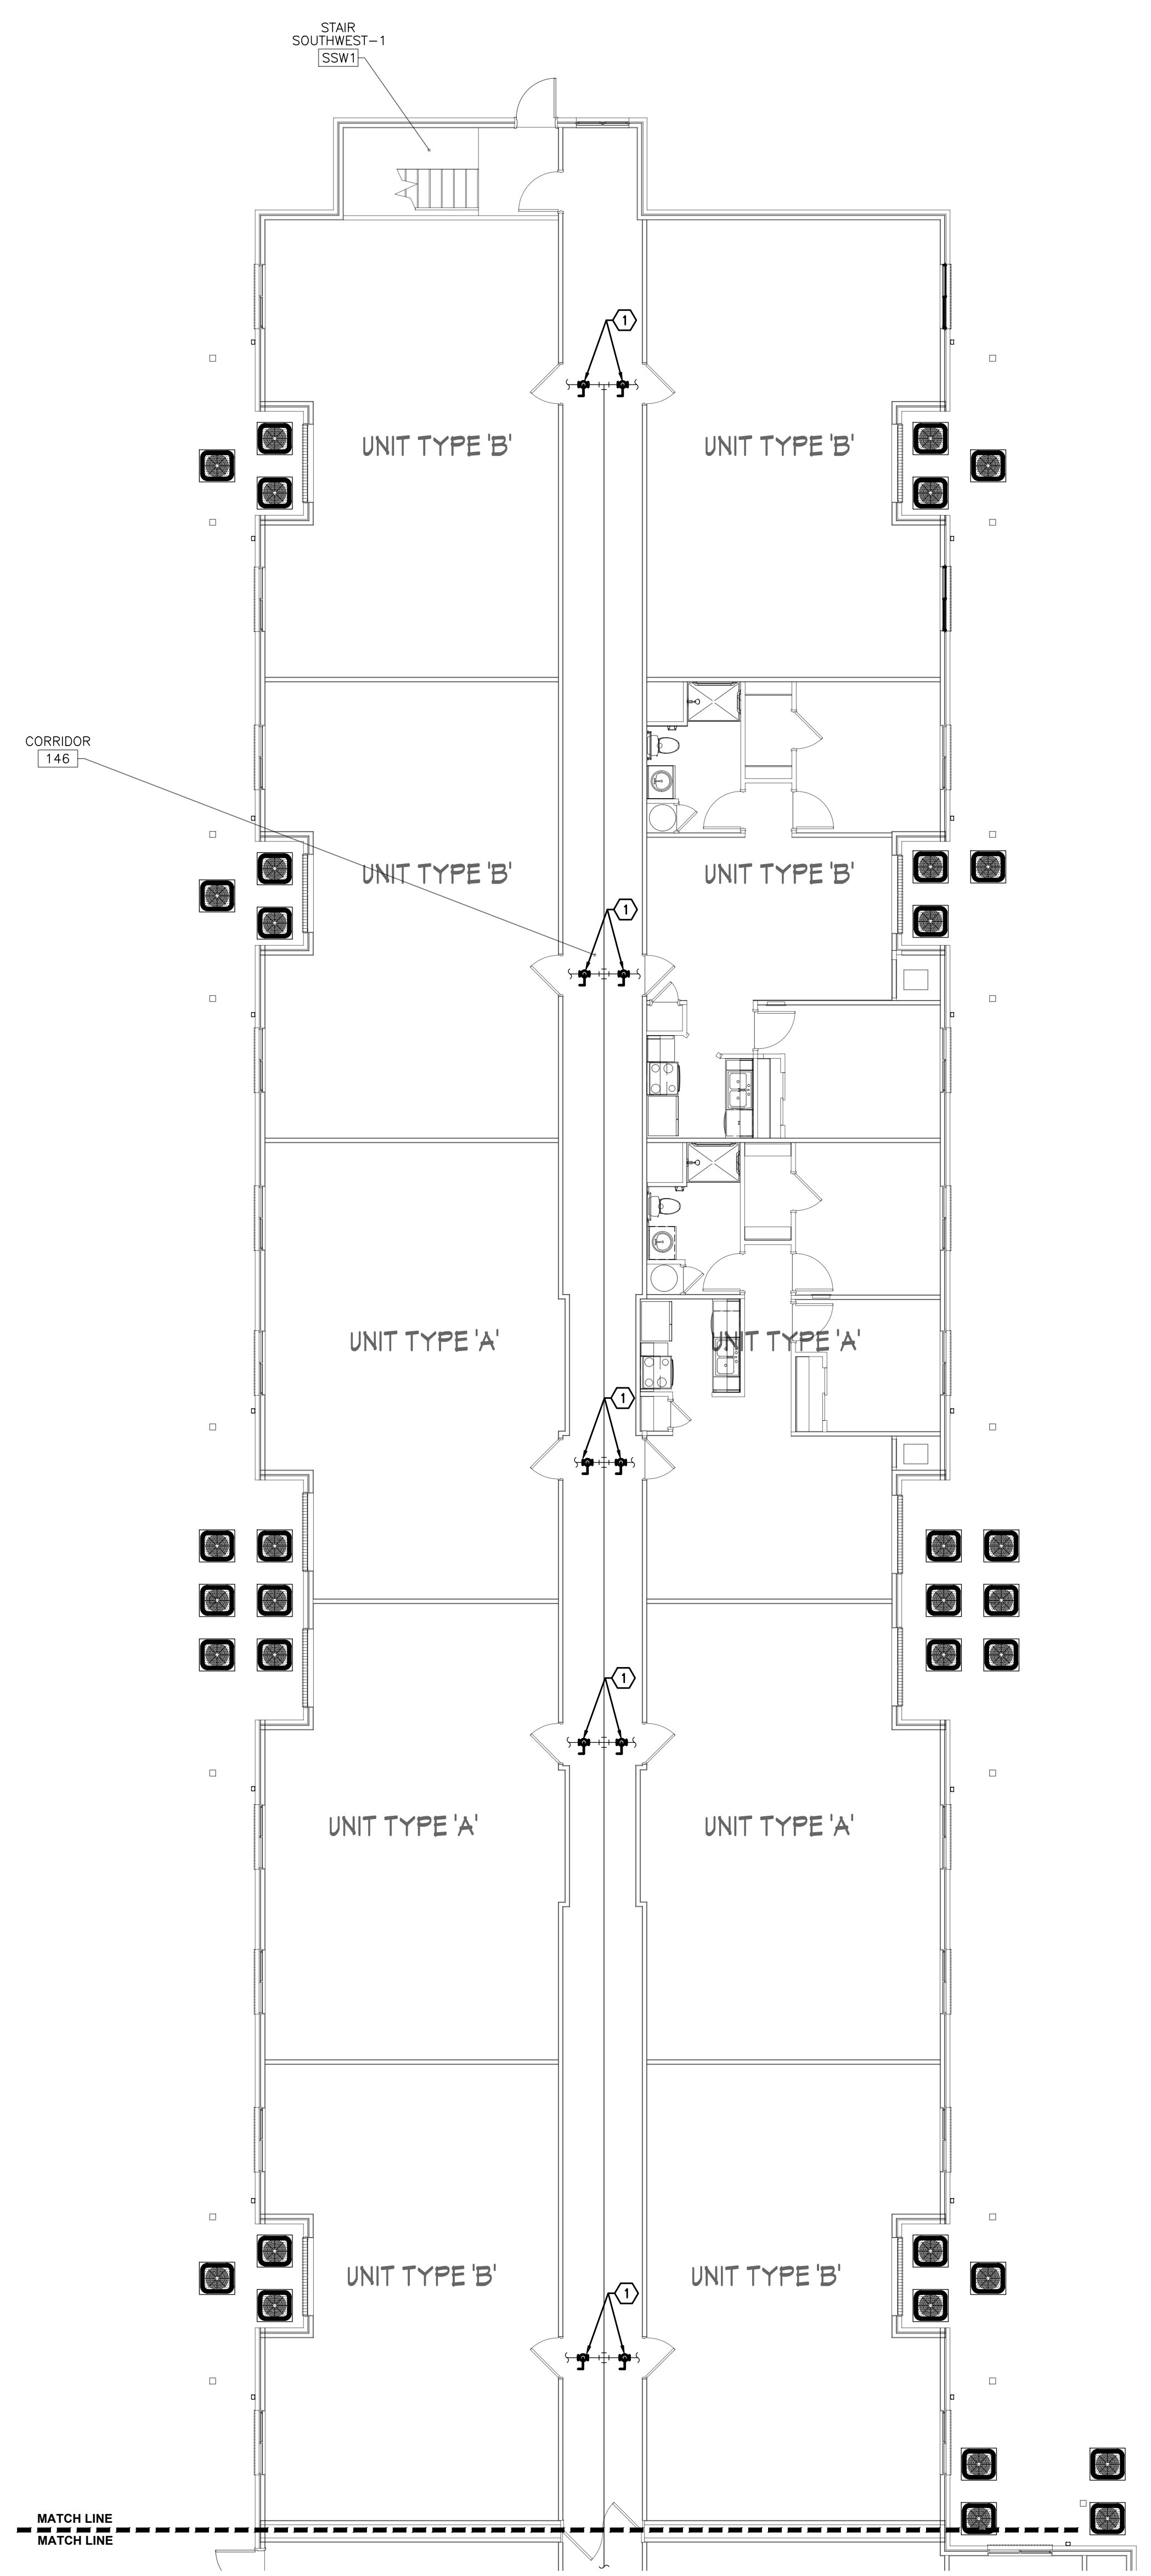 STAIR
SOUTHWEST-1
SSW1
1
UNIT TYPE 'B'
UNIT TYPE 'B'
CORRIDOR
146
UNIT TYPE 'B'
UNIT TYPE 'B'
1
UNIT TYPE 'A'
UNIT TYPE 'A'
1
1
UNIT TYPE 'A'
UNIT TYPE 'A'
UNIT TYPE 'B'
UNIT TYPE 'B'
1
MATCH LINE
MATCH LINE